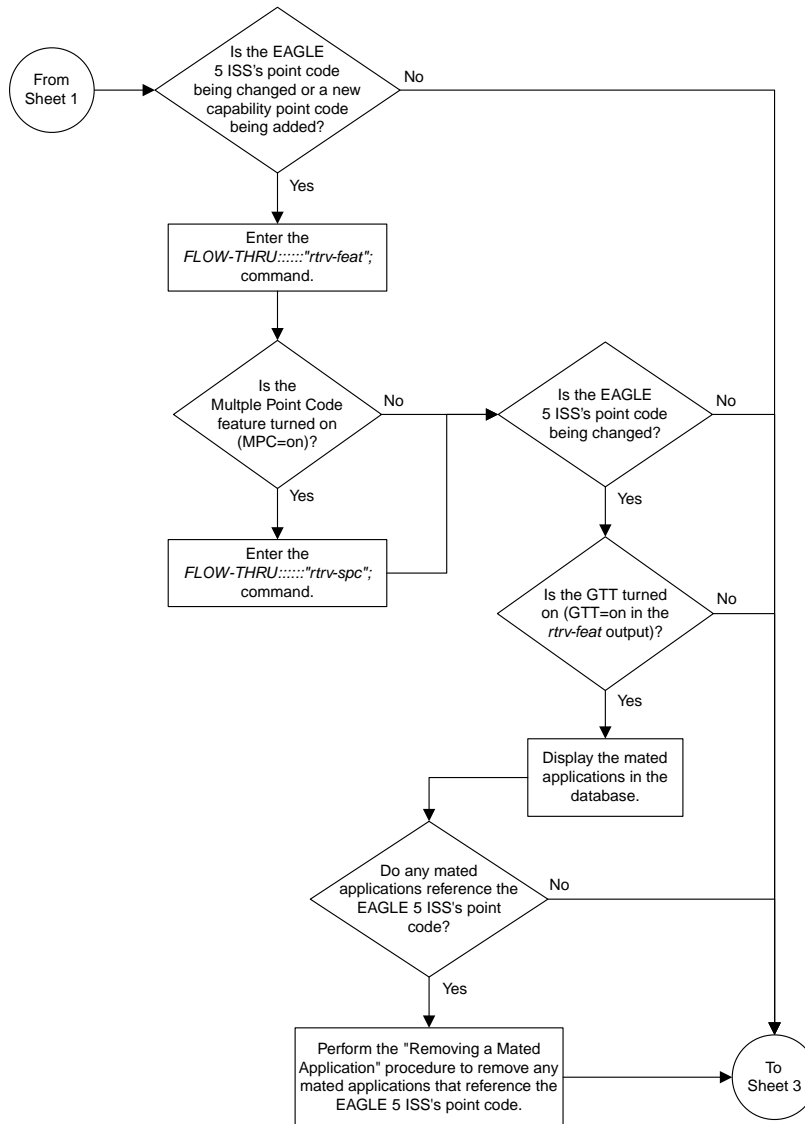 From
Sheet 1
Is the EAGLE
5 ISS's point code
being changed or a new
capability point code
being added?
No
Yes
Enter the
FLOW-THRU::::::"rtrv-feat";
command.
Is the
Multple Point Code
feature turned on
(MPC=on)?
No
Yes
Enter the
FLOW-THRU::::::"rtrv-spc";
command.
Is the EAGLE
5 ISS's point code
being changed?
No
Yes
Is the GTT turned
on (GTT=on in the
rtrv-feat output)?
No
Yes
Display the mated
applications in the
database.
Do any mated
applications reference the
EAGLE 5 ISS's point
code?
No
Yes
Perform the "Removing a Mated
Application" procedure to remove any
mated applications that reference the
EAGLE 5 ISS's point code.
To
Sheet 3